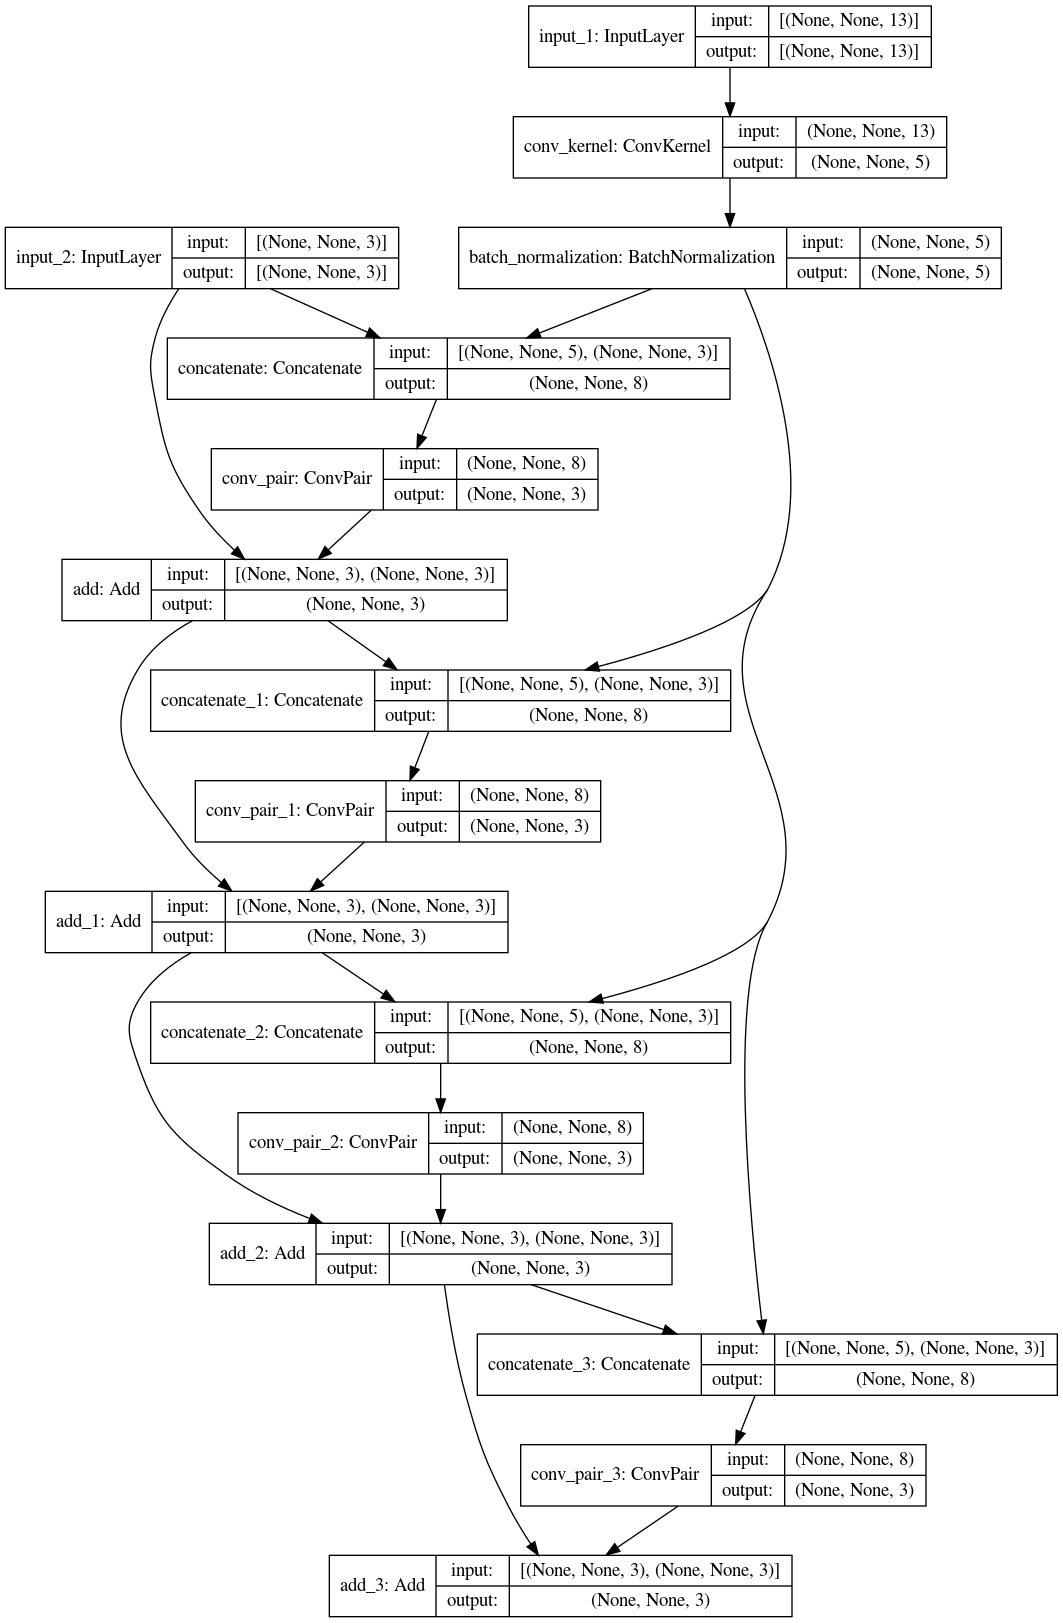 input_1: InputLayer
input: [(None, None, 13)]
output: [(None, None, 13)]
conv_kernel: ConvKernel
input: (None, None, 13)
output: (None, None, 5)
input_2: InputLayer
input: [(None, None, 3)]
output: [(None, None, 3)]
batch_normalization: BatchNormalization
input: (None, None, 5)
output: (None, None, 5)
concatenate: Concatenate
input: [(None, None, 5), (None, None, 3)]
output: (None, None, 8)
conv_pair: ConvPair
input: (None, None, 8)
output: (None, None, 3)
add: Add
input: [(None, None, 3), (None, None, 3)]
output: (None, None, 3)
concatenate_1: Concatenate
input: [(None, None, 5), (None, None, 3)]
output: (None, None, 8)
conv_pair_1: ConvPair
input: (None, None, 8)
output: (None, None, 3)
add_1: Add
input: [(None, None, 3), (None, None, 3)]
output: (None, None, 3)
concatenate_2: Concatenate
input: [(None, None, 5), (None, None, 3)]
output: (None, None, 8)
conv_pair_2: ConvPair
input: (None, None, 8)
output: (None, None, 3)
add_2: Add
input: [(None, None, 3), (None, None, 3)]
output: (None, None, 3)
concatenate_3: Concatenate
input: [(None, None, 5), (None, None, 3)]
output: (None, None, 8)
conv_pair_3: ConvPair
input: (None, None, 8)
output: (None, None, 3)
add_3: Add
input: [(None, None, 3), (None, None, 3)]
output: (None, None, 3)